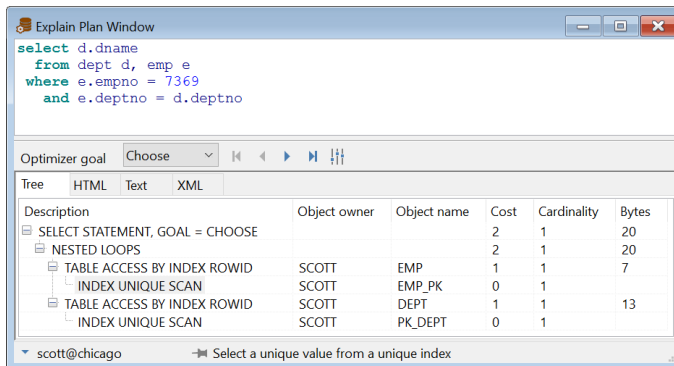 Explain Plan Window
select d.dname
from dept d, emp e
where e.empno = 7369
and e.deptno = d.deptno
Optimizer goal Choose
Tree HTML Text XML
Description Object owner Object name Cost Cardinality Bytes
SELECT STATEMENT, GOAL = CHOOSE 2 1 20
NESTED LOOPS 2 1 20
TABLE ACCESS BY INDEX ROWID SCOTT EMP 1 1 7
INDEX UNIQUE SCAN SCOTT EMP_PK 0 1
TABLE ACCESS BY INDEX ROWID SCOTT DEPT 1 1 13
INDEX UNIQUE SCAN SCOTT PK_DEPT 0 1
scott@chicago Select a unique value from a unique index